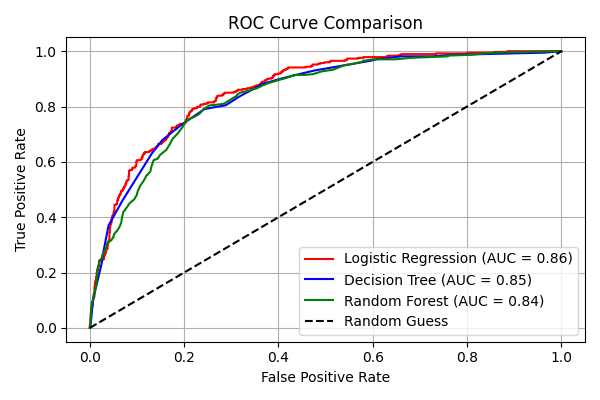 ROC Curve Comparison
True Positive Rate
1.0
0.8
0.6
0.4
0.2
0.0
Logistic Regression (AUC = 0.86)
Decision Tree (AUC = 0.85)
Random Forest (AUC = 0.84)
Random Guess
0.0 0.2 0.4 0.6 0.8 1.0
False Positive Rate